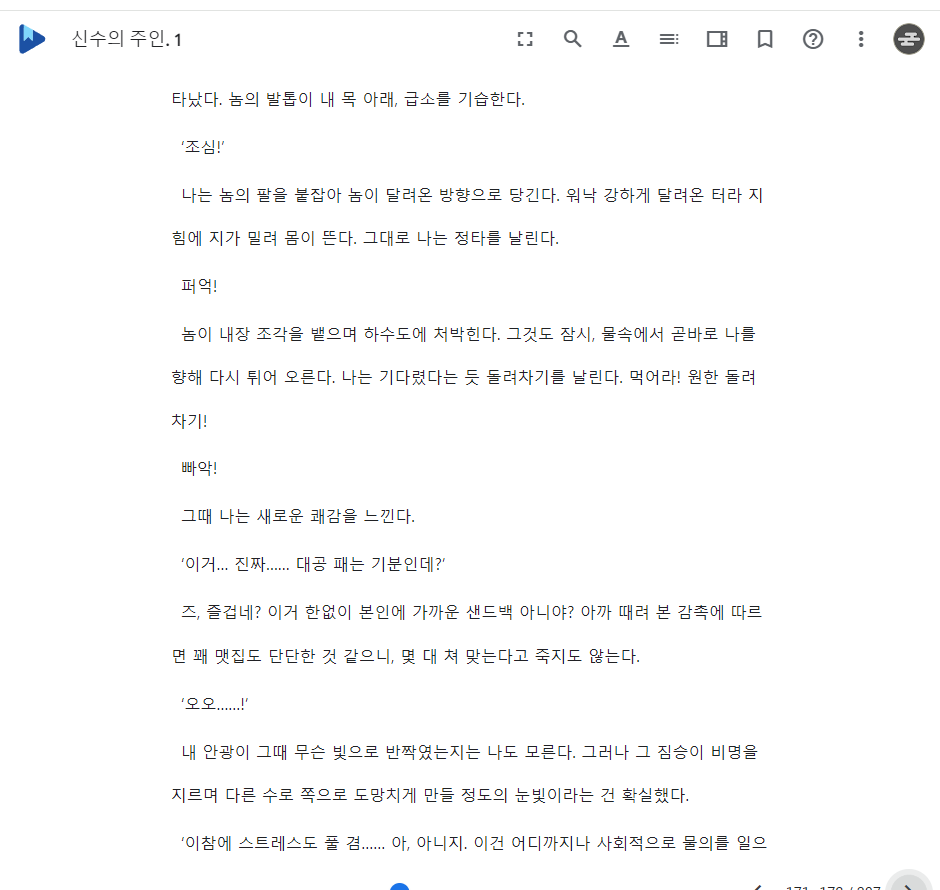 신수의 주인. 1
타났다. 놈의 발톱이 내 목 아래, 급소를 기습한다.
'조심!'
나는 놈의 팔을 붙잡아 놈이 달려온 방향으로 당긴다. 워낙 강하게 달려온 터라 지
힘에 지가 밀려 몸이 뜬다. 그대로 나는 정타를 날린다.
퍼억!
놈이 내장 조각을 뱉으며 하수도에 처박힌다. 그것도 잠시, 물속에서 곧바로 나를
향해 다시 튀어 오른다. 나는 기다렸다는 듯 돌려차기를 날린다. 먹어라! 원한 돌려
차기!
빠악!
그때 나는 새로운 쾌감을 느낀다.
'이거... 진짜...... 대공 패는 기분인데?'
즈, 즐겁네? 이거 한없이 본인에 가까운 샌드백 아니야? 아까 때려 본 감촉에 따르
면 꽤 맷집도 단단한 것 같으니, 몇 대 쳐 맞는다고 죽지도 않는다.
'오오......!'
내 안광이 그때 무슨 빛으로 반짝였는지는 나도 모른다. 그러나 그 짐승이 비명을
지르며 다른 수로 쪽으로 도망치게 만들 정도의 눈빛이라는 건 확실했다.
'이참에 스트레스도 풀 겸...... 아, 아니지. 이건 어디까지나 사회적으로 물의를 일으